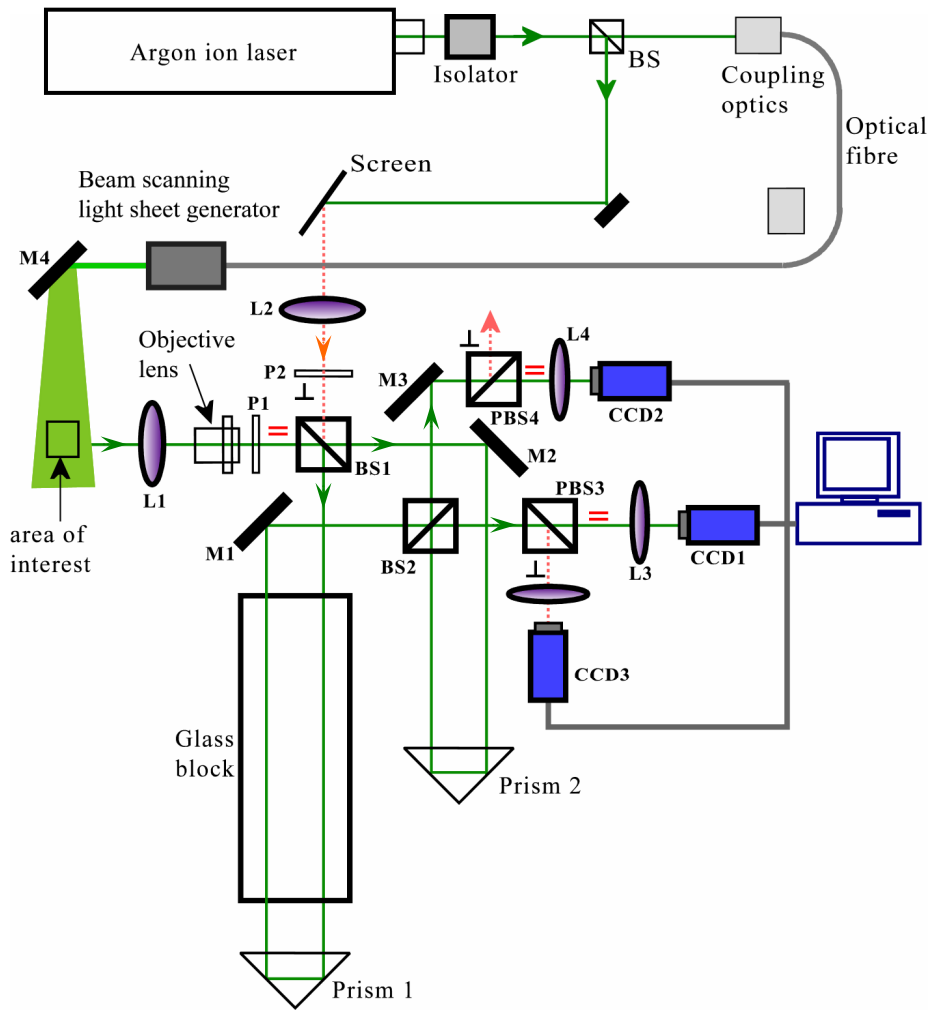 Argon ion laser
Isolator
BS
Coupling
optics
Optical
fibre
Screen
Beam scanning
light sheet generator
M4
L2
Objective
lens
P2
⊥
P1
=
BS1
L1
area of
interest
M3
⊥
PBS4
=
L4
CCD2
M2
PBS3
=
M1
BS2
⊥
L3
CCD1
CCD3
Glass
block
Prism 2
Prism 1